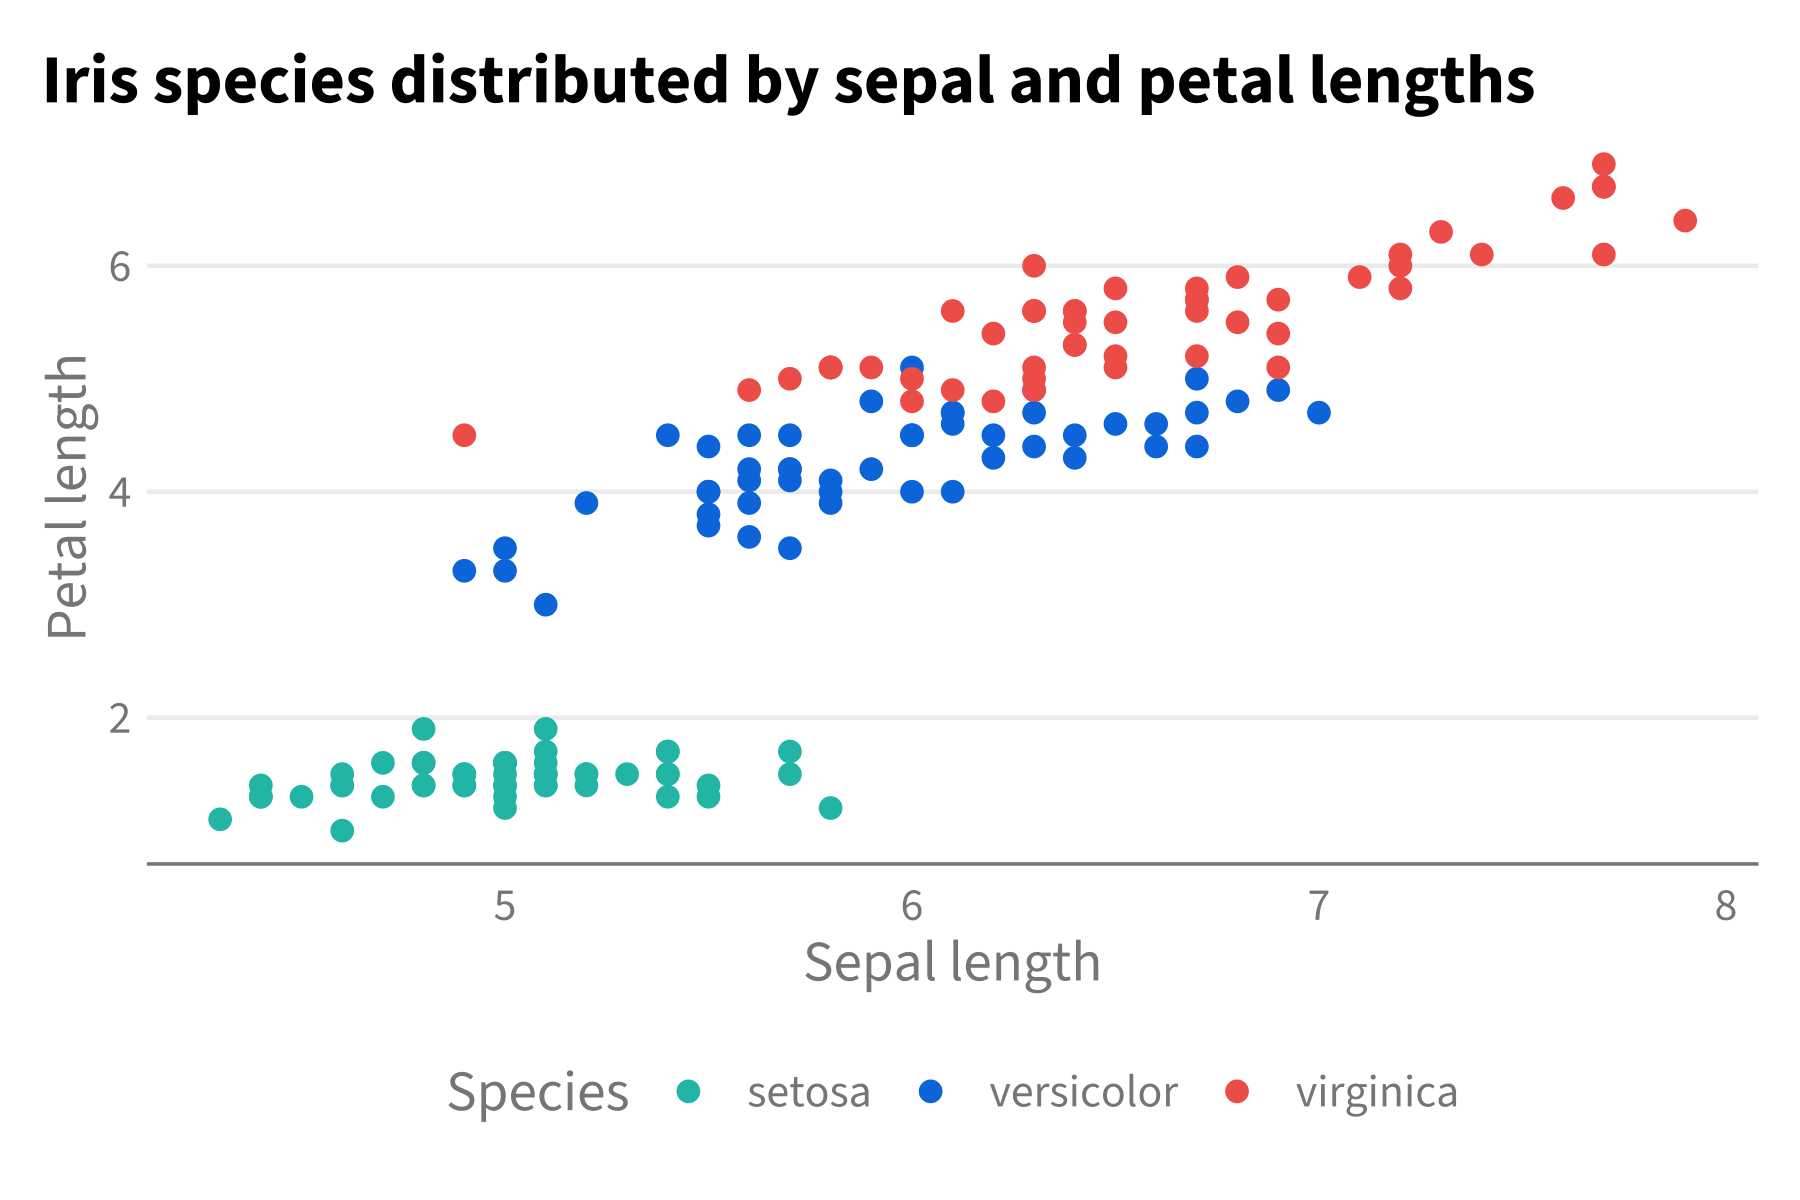 Iris species distributed by sepal and petal lengths
Petal length
6
4
2
5 6 7 8
Sepal length
Species setosa versicolor virginica